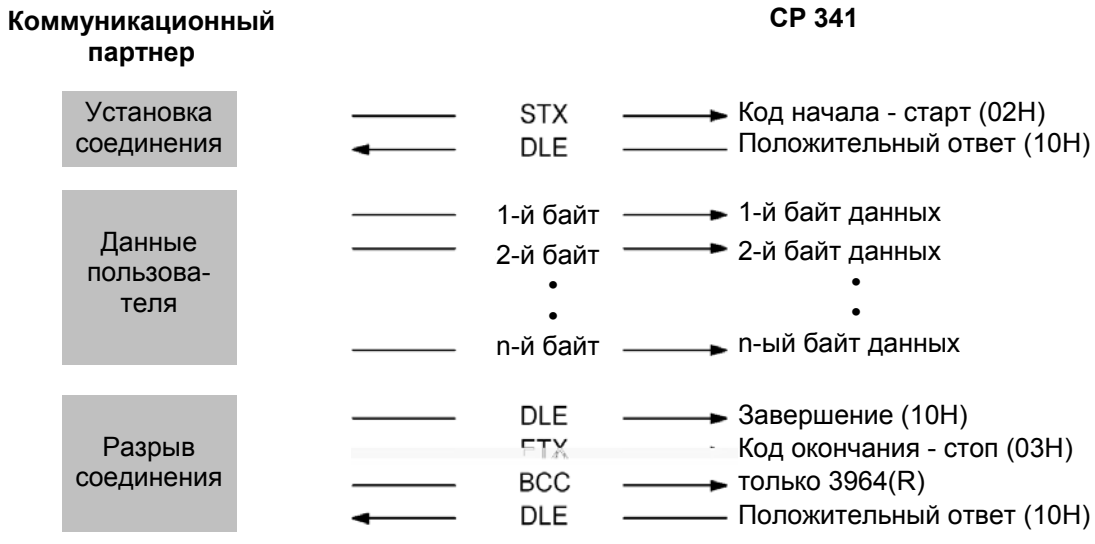 Коммуникационный партнер
CP 341
Установка соединения
STX
Код начала - старт (02H)
DLE
Положительный ответ (10H)
Данные пользова-
теля
1-й байт
1-й байт данных
2-й байт
2-й байт данных
•
•
•
•
n-й байт
n-ый байт данных
Разрыв соединения
DLE
Завершение (10H)
ETX
Код окончания - стоп (03H)
BCC
только 3964(R)
DLE
Положительный ответ (10H)